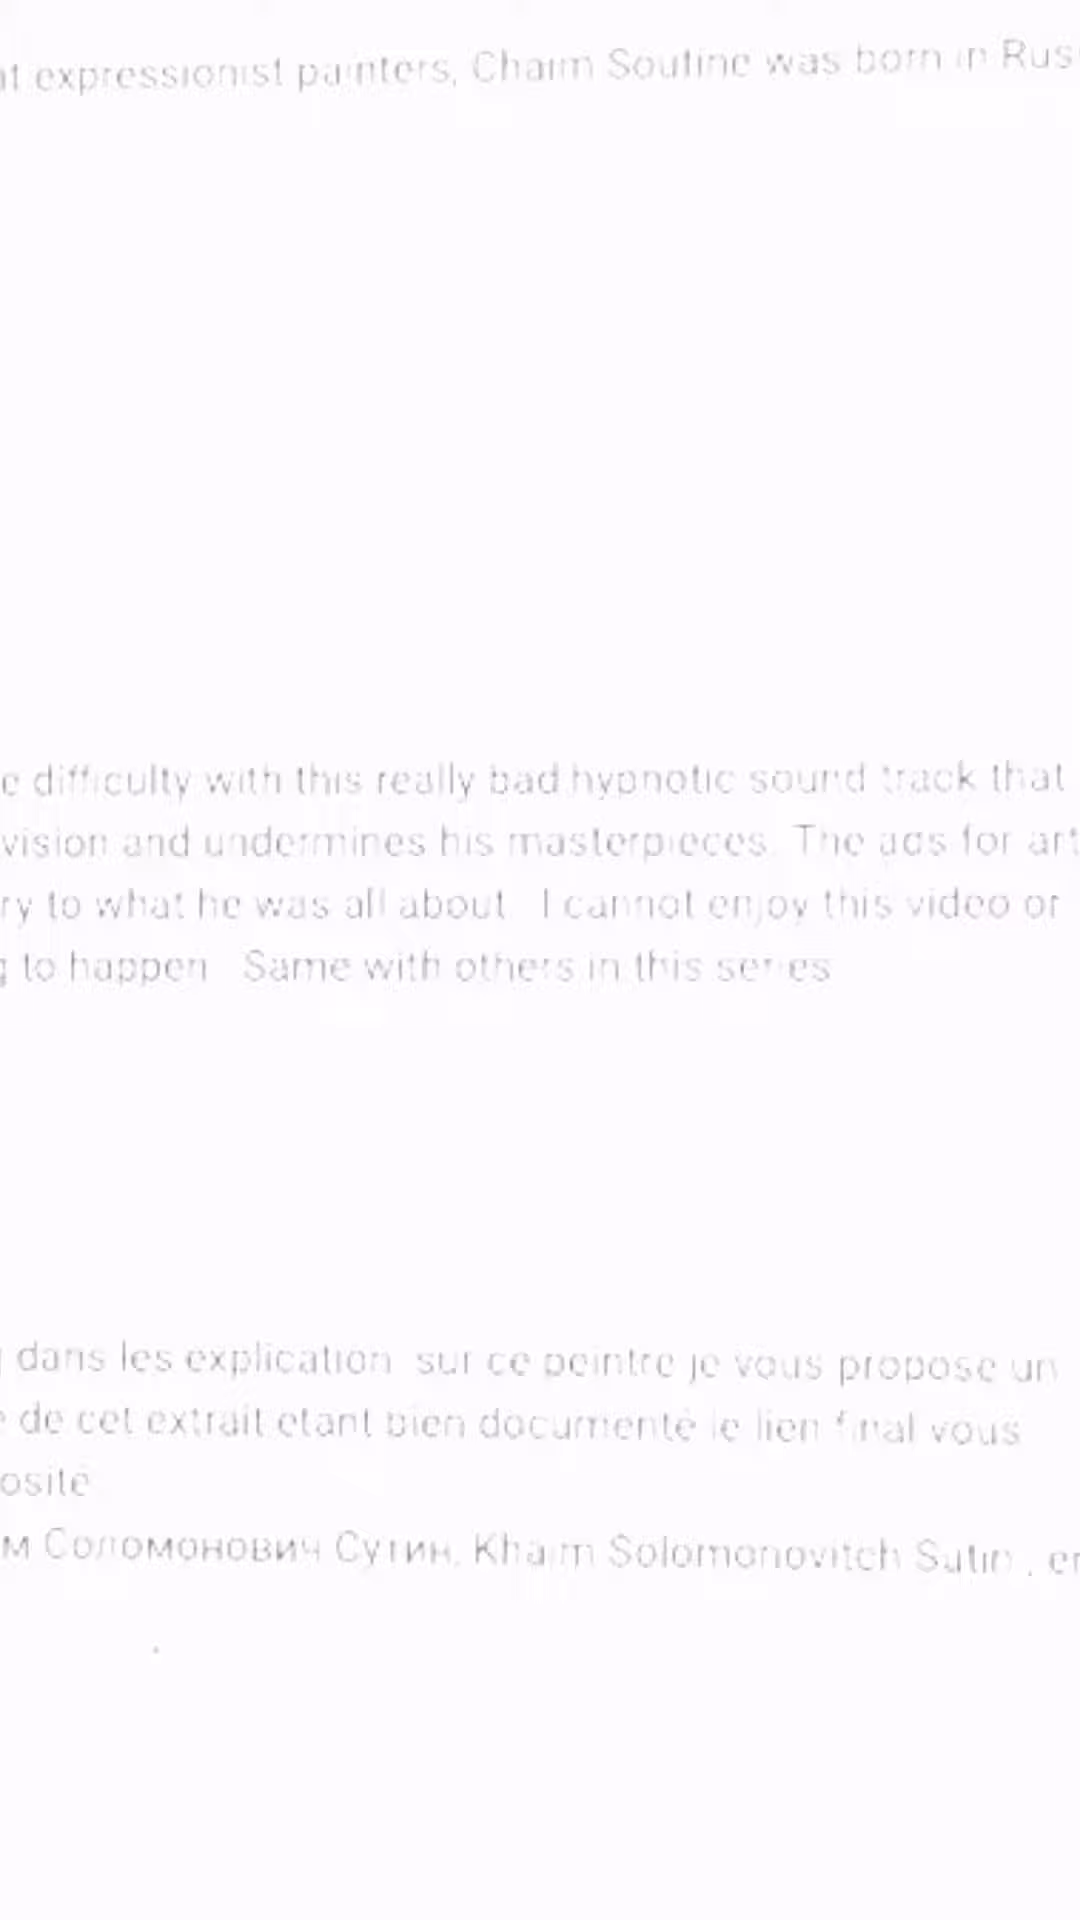 expressionist painters, Chaim Soutine was born in Rus
difficulty with this really bad hypnotic sound track that
vision and undermines his masterpieces. The ads for art
ry to what he was all about. I cannot enjoy this video or
g to happen. Same with others in this series
dans les explication sur ce peintre je vous propose un
de cet extrait etant bien documenté le lien final vous
osité
м Соломонович Сутин, Khaim Solomonovitch Sutin , en